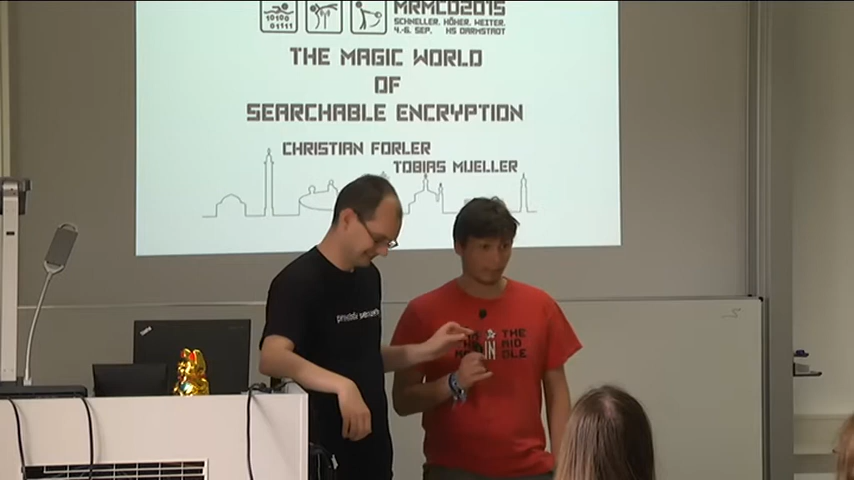 MRMCD2015
SCHNELLER. HÖHER. WEITER.
4.-6. SEP. HS DARMSTADT
10100
01111
THE MAGIC WORLD
OF
SEARCHABLE ENCRYPTION
CHRISTIAN FORLER
TOBIAS MUELLER
THE
MID
DLE
IN